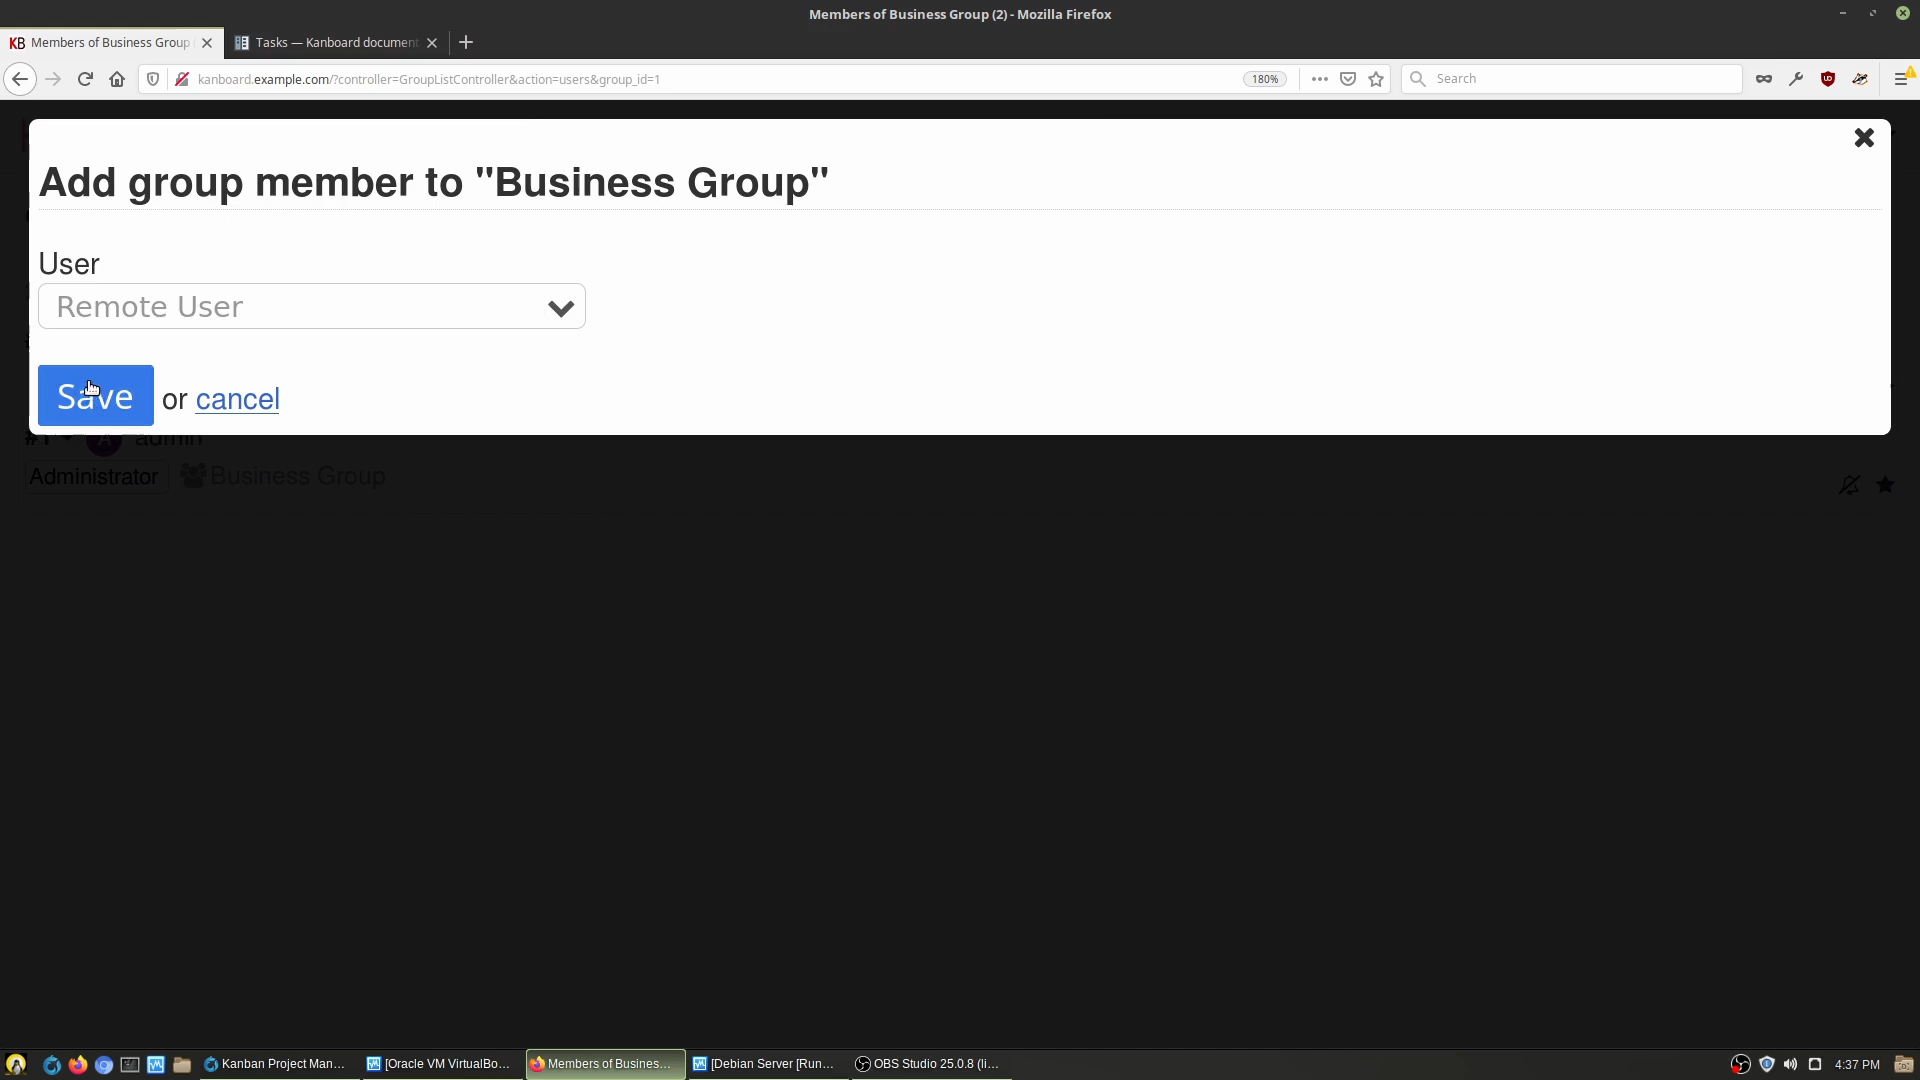 Members of Business Group (2) - Mozilla Firefox
KB Members of Business Group
Tasks — Kanboard document
kanboard.example.com/?controller=GroupListController&action=users&group_id=1
180%
Search
Add group member to "Business Group"
User
Remote User
Save or cancel
#1 A admin
Administrator Business Group
Kanban Project Man...
[Oracle VM VirtualBo...
Members of Busines...
[Debian Server [Run...
OBS Studio 25.0.8 (li...
4:37 PM